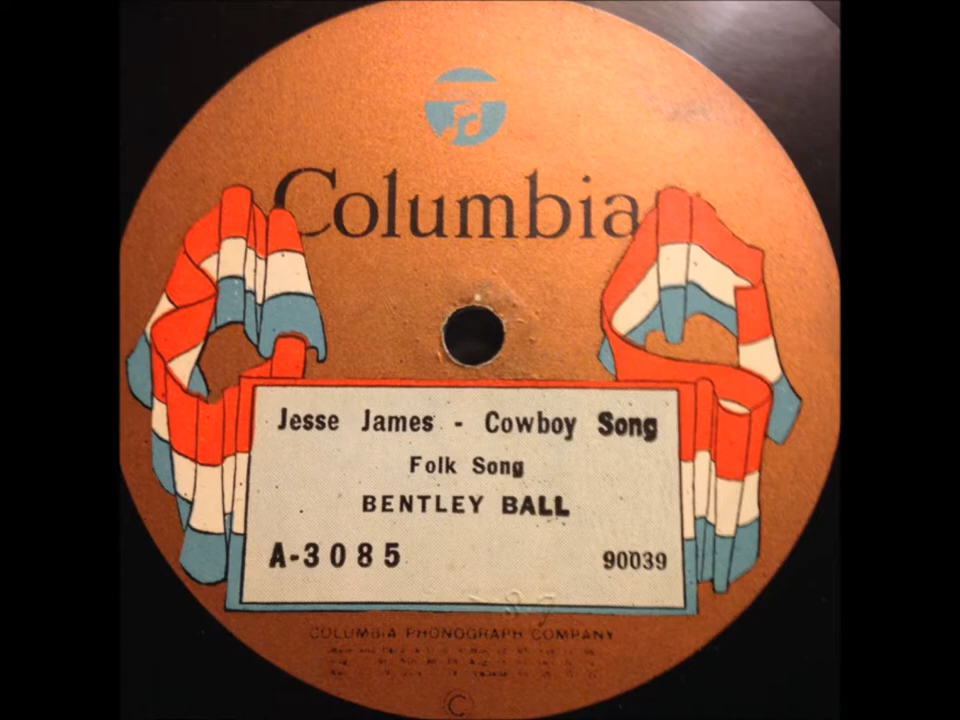 Columbia
Jesse James - Cowboy Song
Folk Song
BENTLEY BALL
A-3085 90039
COLUMBIA PHONOGRAPH COMPANY
C